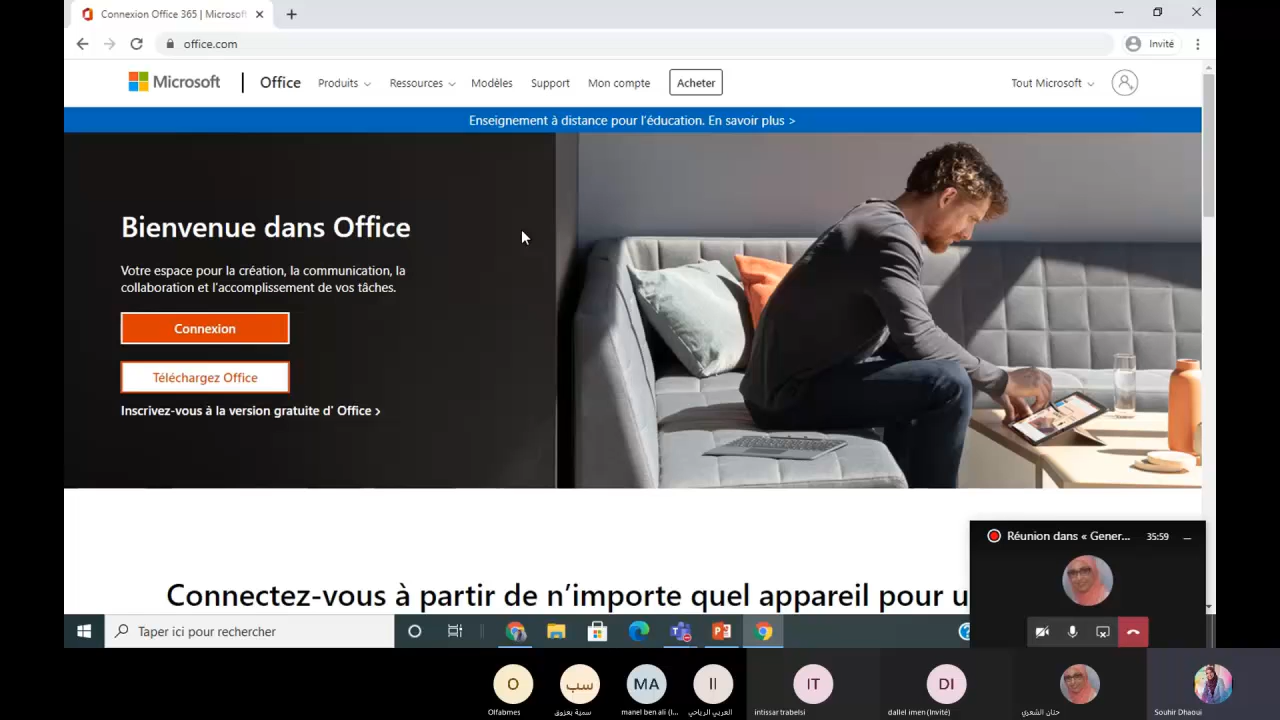 Connexion Office 365 | Microsoft
office.com
Invité
Microsoft
Office
Produits
Ressources
Modèles
Support
Mon compte
Acheter
Tout Microsoft
Enseignement à distance pour l'éducation. En savoir plus >
Bienvenue dans Office
Votre espace pour la création, la communication, la
collaboration et l'accomplissement de vos tâches.
Connexion
Téléchargez Office
Inscrivez-vous à la version gratuite d' Office >
Connectez-vous à partir de n'importe quel appareil pour u
Réunion dans « Gener...
35:59
Taper ici pour rechercher
O
سب
MA
II
IT
DI
Olfabmes
سمية بعزوق
manel ben ali (I...
العربي الرياحي
intissar trabelsi
dallel imen (Invité)
حنان الشعري
Souhir Dhaoui